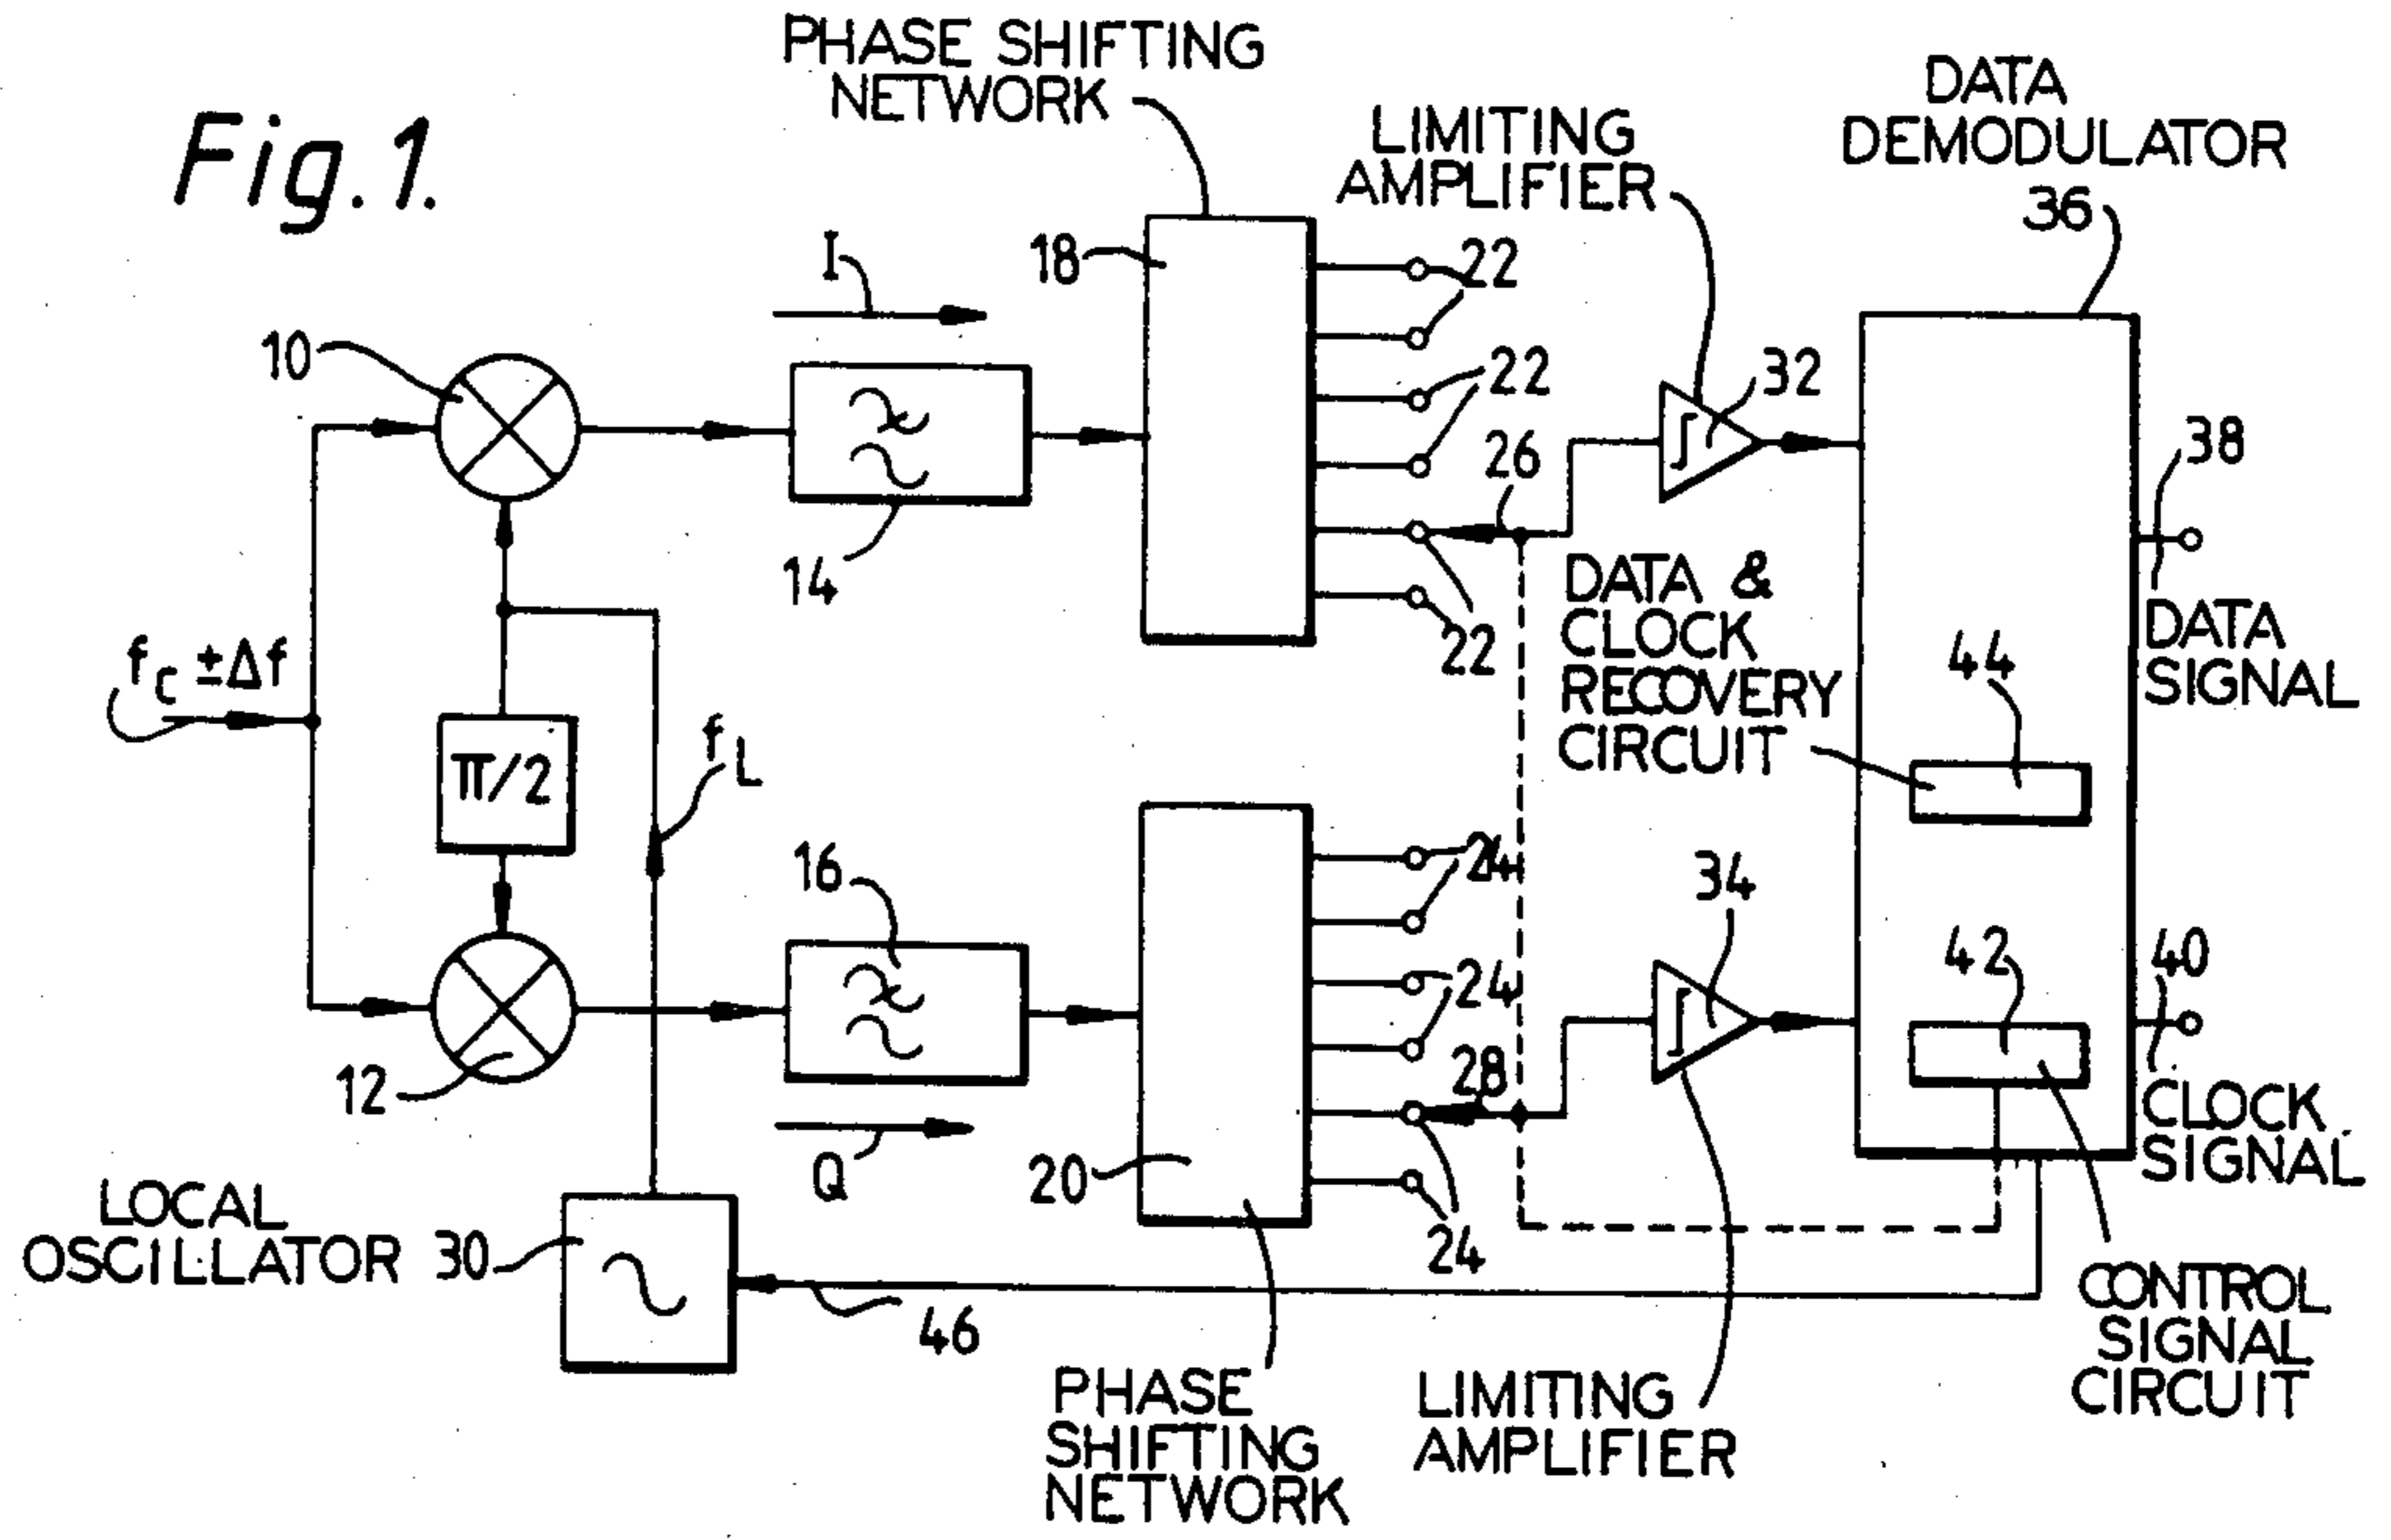 Fig.1.
PHASE SHIFTING
NETWORK
LIMITING
AMPLIFIER
DATA
DEMODULATOR
36
I
18
22
10
22
32
26
38
14
22
DATA &
CLOCK
RECOVERY
CIRCUIT
DATA
SIGNAL
44
fC ±Δf
π/2
fL
16
24
34
24
42
40
28
12
Q
20
CLOCK
SIGNAL
LOCAL
OSCILLATOR
30
24
46
CONTROL
SIGNAL
CIRCUIT
PHASE
SHIFTING
NETWORK
LIMITING
AMPLIFIER